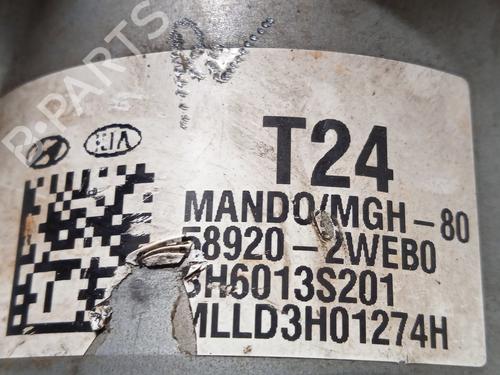 B-PARTS
KIA
T24
MANDO/MGH-80
58920-2WEB0
3H6013S201
MLLD3H01274H